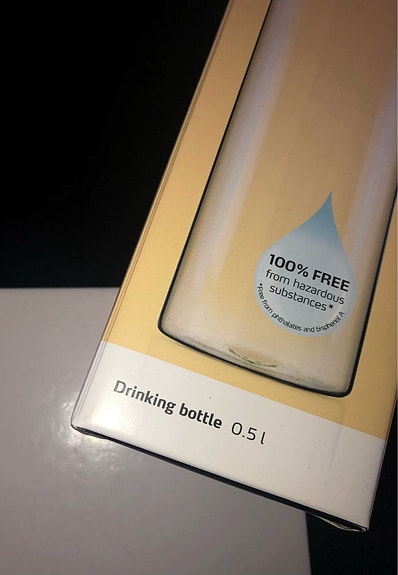 100% FREE
from hazardous
substances*
*Free from phthalates and bisphenol A
Drinking bottle 0.5 l